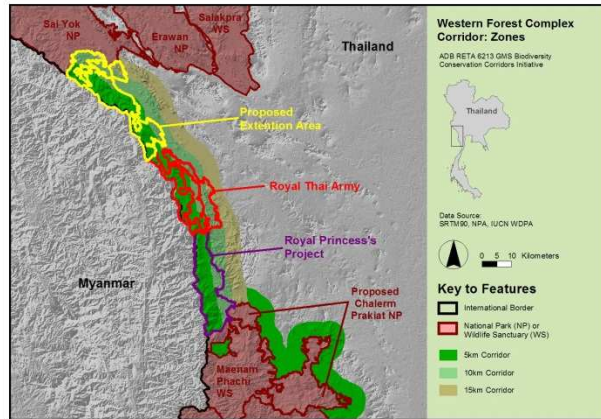 Sai Yok
NP
Erawan
NP
Salakpra
WS
Thailand
Proposed
Extention Area
Royal Thai Army
Royal Princess's
Project
Myanmar
Proposed
Chalerm
Prakiat NP
Maenam
Phachi
WS
Western Forest Complex
Corridor: Zones
ADB RETA 6213 GMS Biodiversity
Conservation Corridors Initiative
Thailand
Data Source:
SRTM90, NPA, IUCN WDPA
0 5 10 Kilometers
Key to Features
International Border
National Park (NP) or
Wildlife Sanctuary (WS)
5km Corridor
10km Corridor
15km Corridor